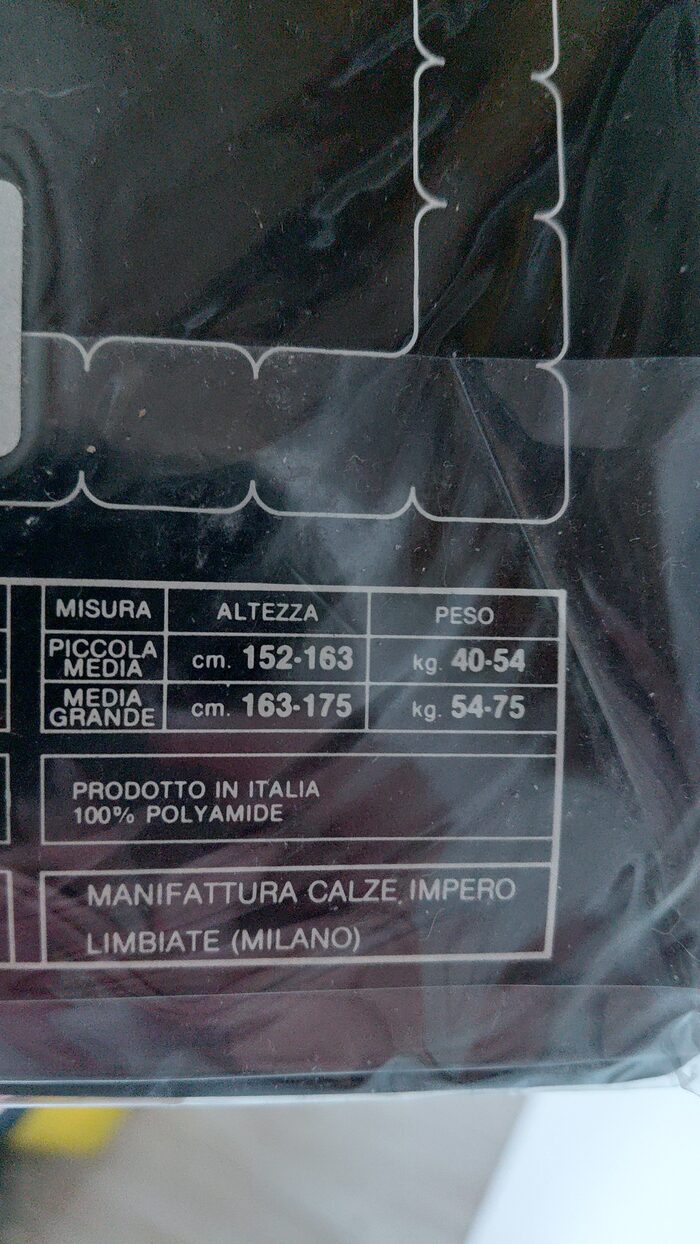 MISURA ALTEZZA PESO
PICCOLA
MEDIA cm. 152-163 kg. 40-54
MEDIA
GRANDE cm. 163-175 kg. 54-75
PRODOTTO IN ITALIA
100% POLYAMIDE
MANIFATTURA CALZE IMPERO
LIMBIATE (MILANO)